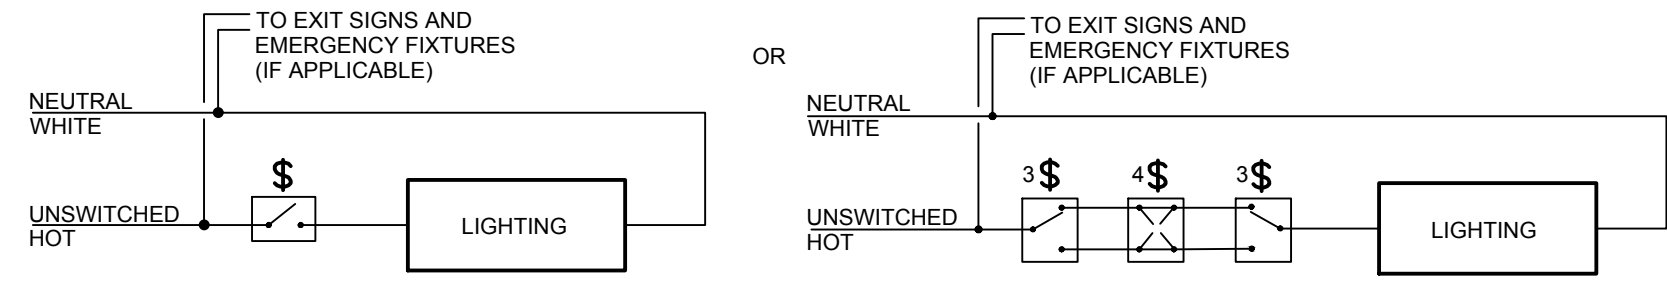 TO EXIT SIGNS AND
EMERGENCY FIXTURES
(IF APPLICABLE)
NEUTRAL
WHITE
$
UNSWITCHED
HOT
LIGHTING
OR
TO EXIT SIGNS AND
EMERGENCY FIXTURES
(IF APPLICABLE)
NEUTRAL
WHITE
3$ 4$ 3$
UNSWITCHED
HOT
LIGHTING